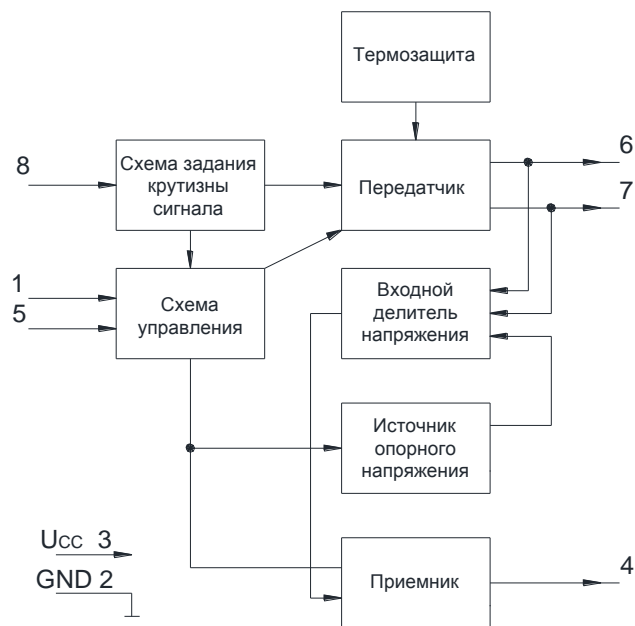 Термозащита
8
Схема задания
крутизны
сигнала
Передатчик
6
7
1
5
Схема
управления
Входной
делитель
напряжения
Источник
опорного
напряжения
Ucc 3
GND 2
Приемник
4